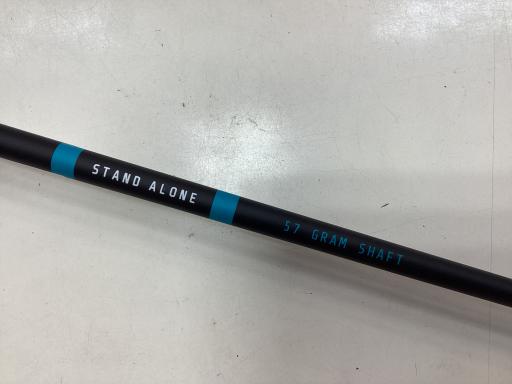 STAND ALONE
57 GRAM SHAFT